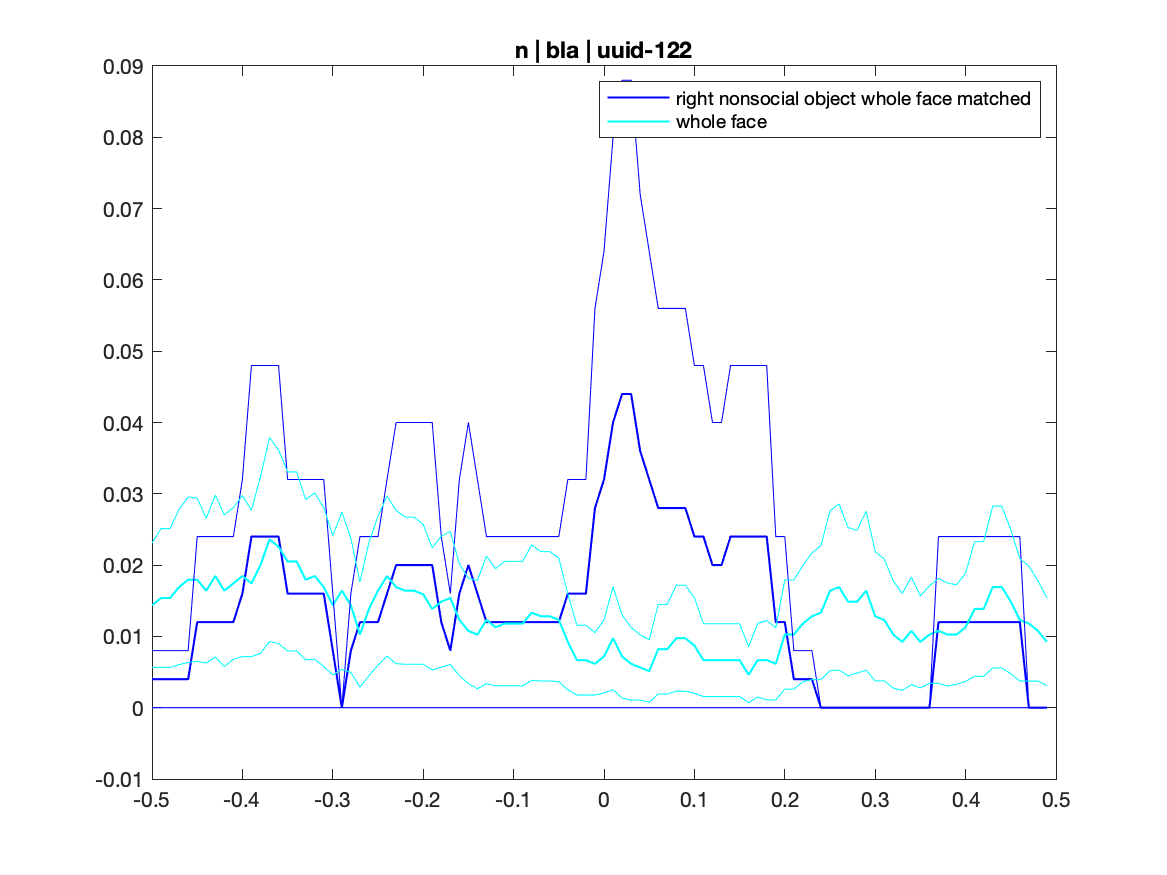 n | bla | uuid-122
right nonsocial object whole face matched
whole face
0.09
0.08
0.07
0.06
0.05
0.04
0.03
0.02
0.01
0
-0.01
-0.5 -0.4 -0.3 -0.2 -0.1 0 0.1 0.2 0.3 0.4 0.5